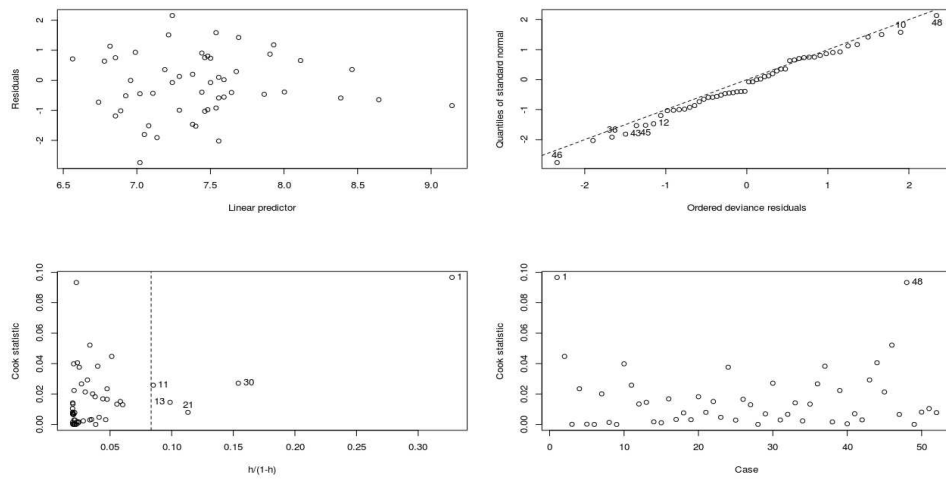 2
1
0
-1
-2
Residuals
6.5 7.0 7.5 8.0 8.5 9.0
Linear predictor
2
1
0
-1
-2
Quantiles of standard normal
10
48
36
12
43 45
46
-2 -1 0 1 2
Ordered deviance residuals
0.10
0.08
0.06
0.04
0.02
0.00
Cook statistic
1
11
30
13
21
0.05 0.10 0.15 0.20 0.25 0.30
h/(1-h)
0.10
0.08
0.06
0.04
0.02
0.00
Cook statistic
1
48
0 10 20 30 40 50
Case